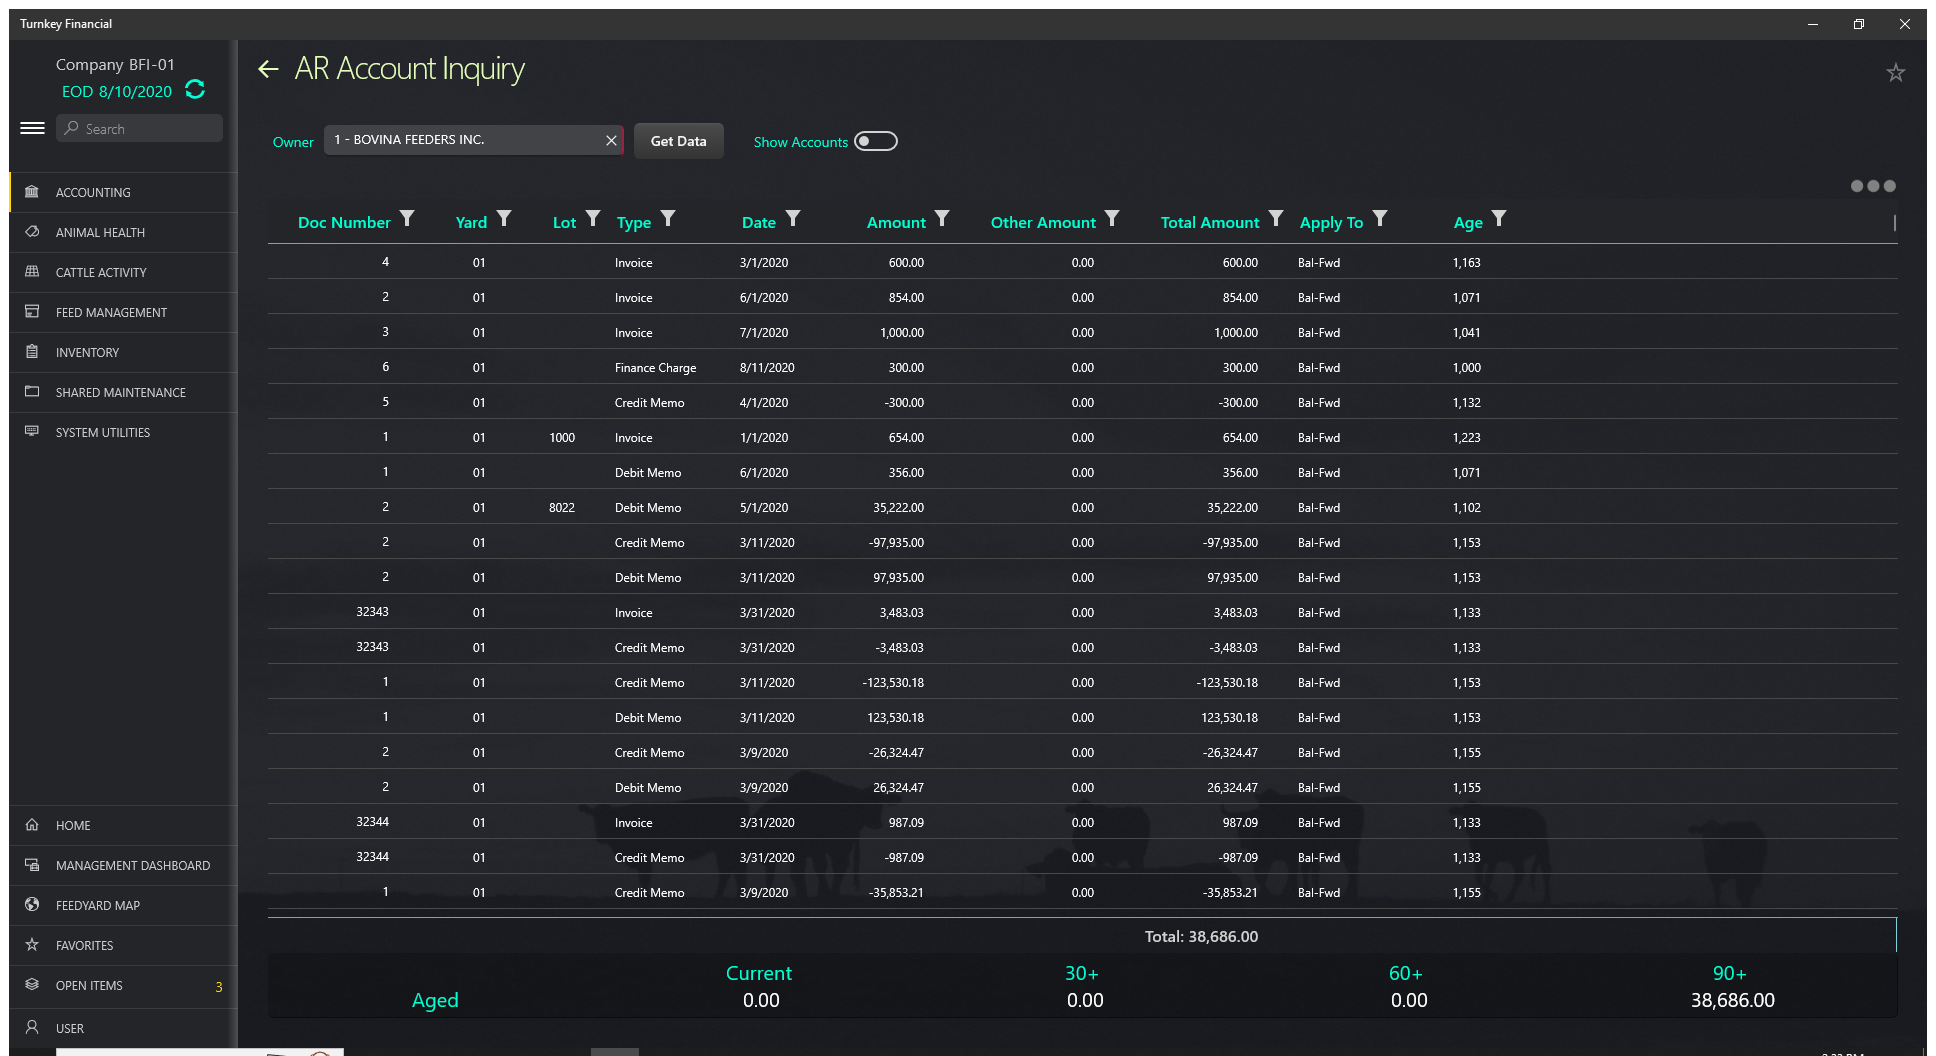 Turnkey Financial
Company BFI-01
EOD 8/10/2020
Search
ACCOUNTING
ANIMAL HEALTH
CATTLE ACTIVITY
FEED MANAGEMENT
INVENTORY
SHARED MAINTENANCE
SYSTEM UTILITIES
HOME
MANAGEMENT DASHBOARD
FEEDYARD MAP
FAVORITES
OPEN ITEMS 3
USER
AR Account Inquiry
Owner 1 - BOVINA FEEDERS INC. Get Data Show Accounts
Doc Number Yard Lot Type Date Amount Other Amount Total Amount Apply To Age
4 01 Invoice 3/1/2020 600.00 0.00 600.00 Bal-Fwd 1,163
2 01 Invoice 6/1/2020 854.00 0.00 854.00 Bal-Fwd 1,071
3 01 Invoice 7/1/2020 1,000.00 0.00 1,000.00 Bal-Fwd 1,041
6 01 Finance Charge 8/11/2020 300.00 0.00 300.00 Bal-Fwd 1,000
5 01 Credit Memo 4/1/2020 -300.00 0.00 -300.00 Bal-Fwd 1,132
1 01 1000 Invoice 1/1/2020 654.00 0.00 654.00 Bal-Fwd 1,223
1 01 Debit Memo 6/1/2020 356.00 0.00 356.00 Bal-Fwd 1,071
2 01 8022 Debit Memo 5/1/2020 35,222.00 0.00 35,222.00 Bal-Fwd 1,102
2 01 Credit Memo 3/11/2020 -97,935.00 0.00 -97,935.00 Bal-Fwd 1,153
2 01 Debit Memo 3/11/2020 97,935.00 0.00 97,935.00 Bal-Fwd 1,153
32343 01 Invoice 3/31/2020 3,483.03 0.00 3,483.03 Bal-Fwd 1,133
32343 01 Credit Memo 3/31/2020 -3,483.03 0.00 -3,483.03 Bal-Fwd 1,133
1 01 Credit Memo 3/11/2020 -123,530.18 0.00 -123,530.18 Bal-Fwd 1,153
1 01 Debit Memo 3/11/2020 123,530.18 0.00 123,530.18 Bal-Fwd 1,153
2 01 Credit Memo 3/9/2020 -26,324.47 0.00 -26,324.47 Bal-Fwd 1,155
2 01 Debit Memo 3/9/2020 26,324.47 0.00 26,324.47 Bal-Fwd 1,155
32344 01 Invoice 3/31/2020 987.09 0.00 987.09 Bal-Fwd 1,133
32344 01 Credit Memo 3/31/2020 -987.09 0.00 -987.09 Bal-Fwd 1,133
1 01 Credit Memo 3/9/2020 -35,853.21 0.00 -35,853.21 Bal-Fwd 1,155
Total: 38,686.00
Current 30+ 60+ 90+
Aged 0.00 0.00 0.00 38,686.00